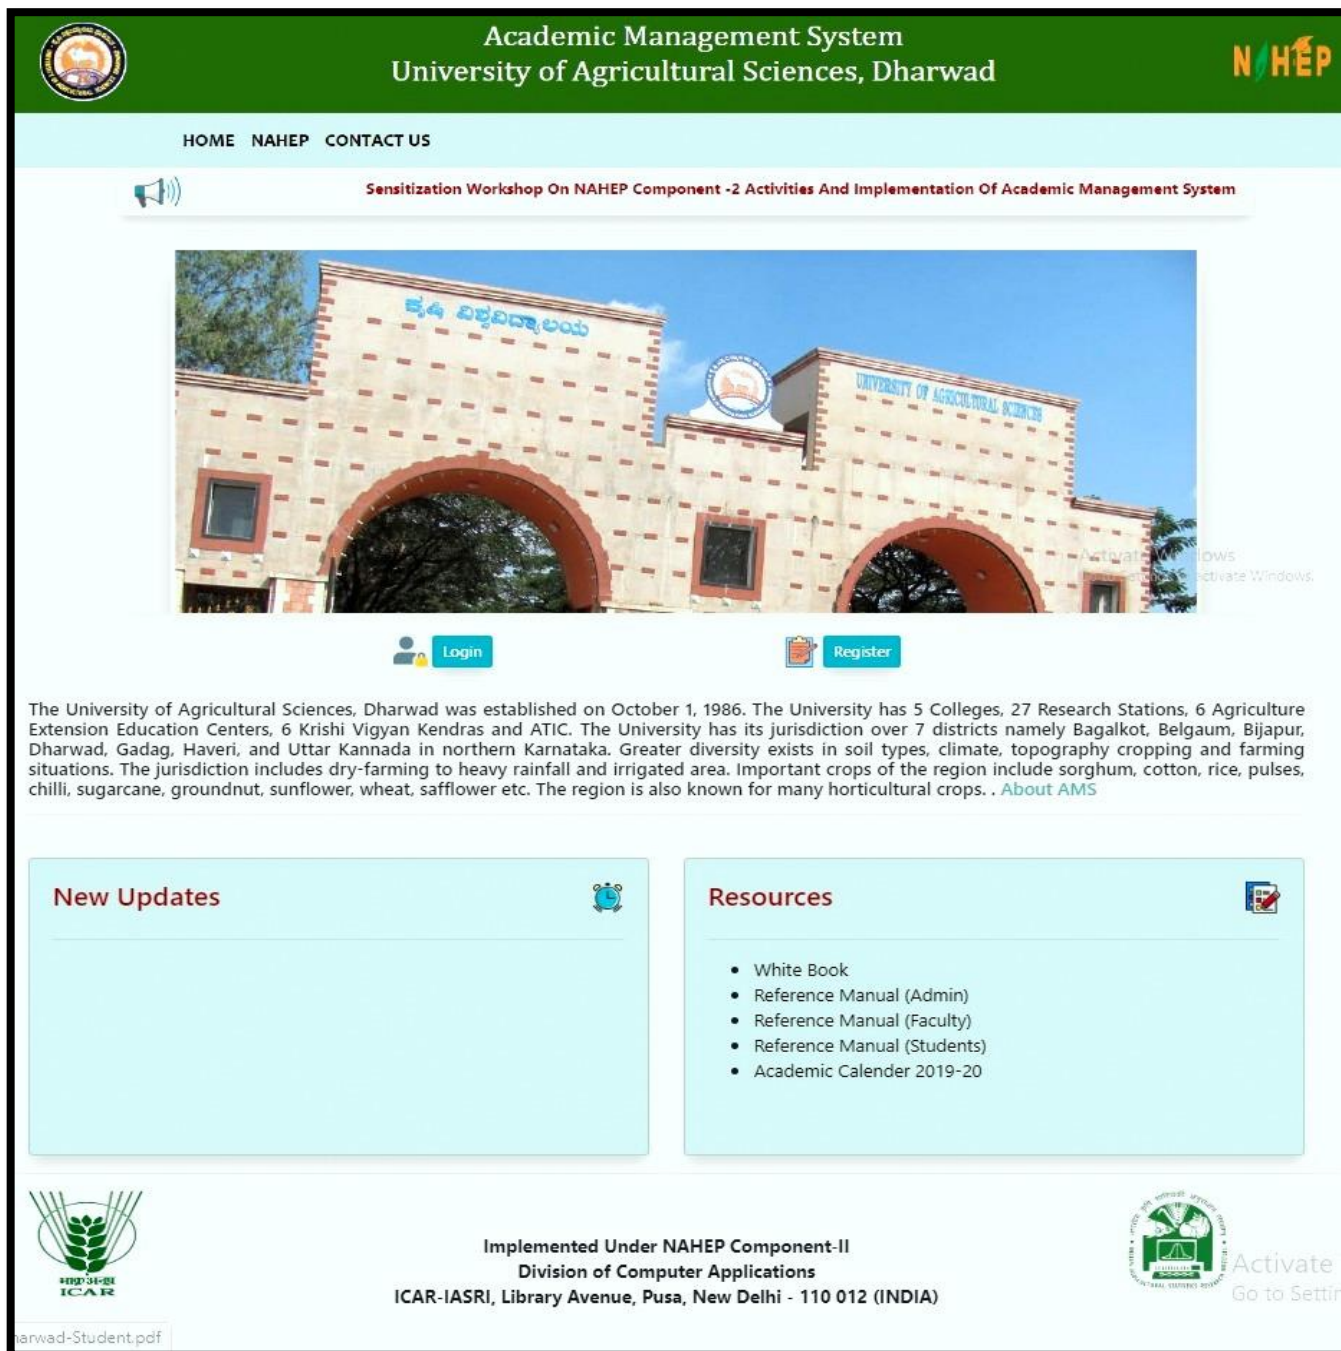 Academic Management System
University of Agricultural Sciences, Dharwad
NAHEP
HOME NAHEP CONTACT US
Sensitization Workshop On NAHEP Component -2 Activities And Implementation Of Academic Management System
ಕೃಷಿ ವಿಶ್ವವಿದ್ಯಾಲಯ
UNIVERSITY OF AGRICULTURAL SCIENCES
Activate Windows
activate Windows.
Login
Register
The University of Agricultural Sciences, Dharwad was established on October 1, 1986. The University has 5 Colleges, 27 Research Stations, 6 Agriculture
Extension Education Centers, 6 Krishi Vigyan Kendras and ATIC. The University has its jurisdiction over 7 districts namely Bagalkot, Belgaum, Bijapur,
Dharwad, Gadag, Haveri, and Uttar Kannada in northern Karnataka. Greater diversity exists in soil types, climate, topography cropping and farming
situations. The jurisdiction includes dry-farming to heavy rainfall and irrigated area. Important crops of the region include sorghum, cotton, rice, pulses,
chilli, sugarcane, groundnut, sunflower, wheat, safflower etc. The region is also known for many horticultural crops. . About AMS
New Updates
Resources
• White Book
• Reference Manual (Admin)
• Reference Manual (Faculty)
• Reference Manual (Students)
• Academic Calender 2019-20
भाकृअनुप
ICAR
Implemented Under NAHEP Component-II
Division of Computer Applications
ICAR-IASRI, Library Avenue, Pusa, New Delhi - 110 012 (INDIA)
Activate
Go to Settin
harwad-Student.pdf